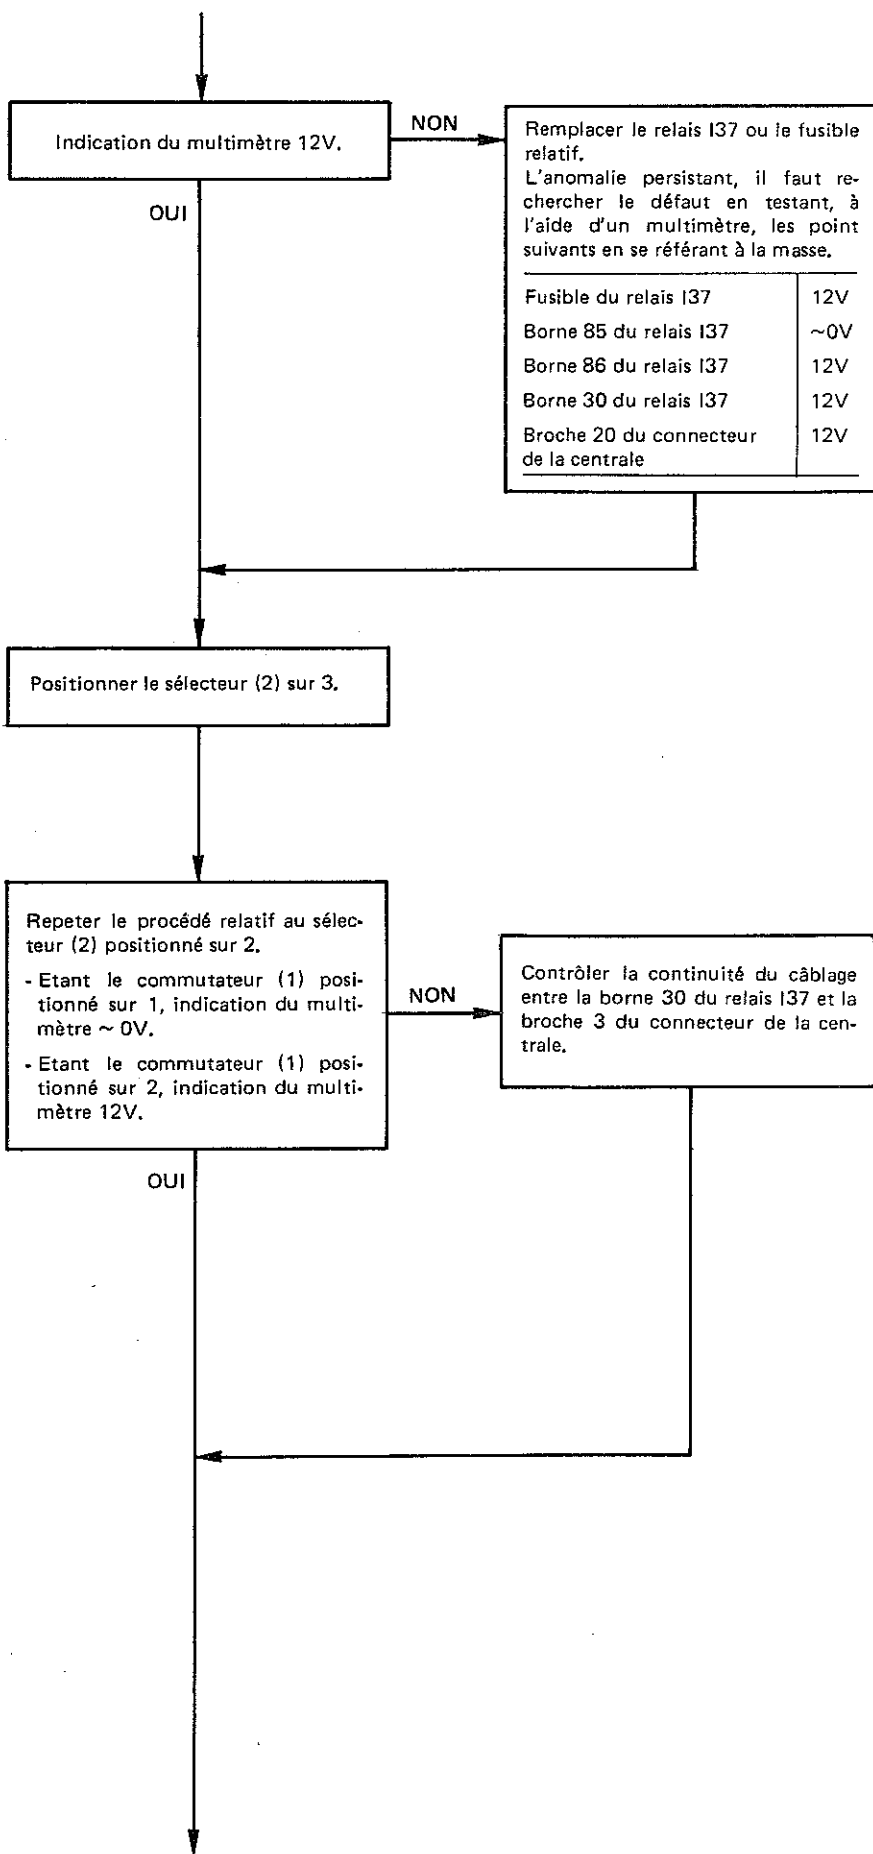 Indication du multimètre 12V.
NON
OUI
Remplacer le relais I37 ou le fusible
relatif.
L'anomalie persistant, il faut re-
chercher le défaut en testant, à
l'aide d'un multimètre, les point
suivants en se référant à la masse.
Fusible du relais I37 12V
Borne 85 du relais I37 ~0V
Borne 86 du relais I37 12V
Borne 30 du relais I37 12V
Broche 20 du connecteur 12V
de la centrale
Positionner le sélecteur (2) sur 3.
Repeter le procédé relatif au sélec-
teur (2) positionné sur 2.
- Etant le commutateur (1) posi-
tionné sur 1, indication du multi-
mètre ~ 0V.
- Etant le commutateur (1) posi-
tionné sur 2, indication du multi-
mètre 12V.
NON
OUI
Contrôler la continuité du câblage
entre la borne 30 du relais I37 et la
broche 3 du connecteur de la cen-
trale.